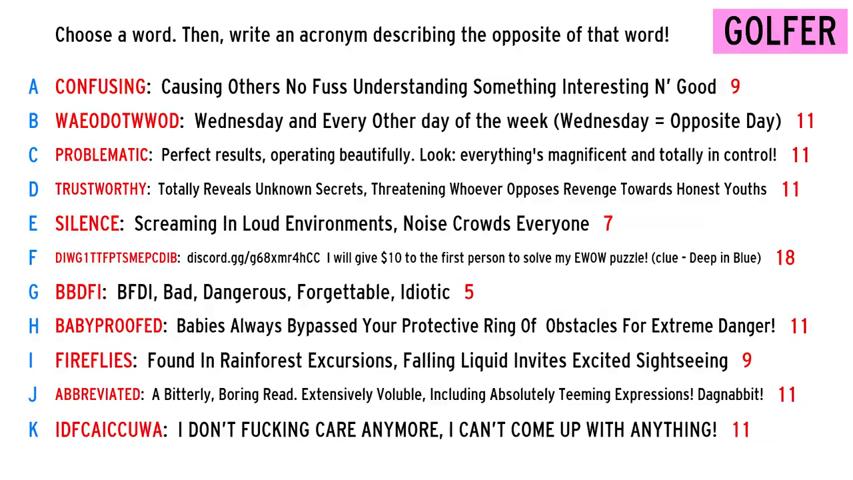 Choose a word. Then, write an acronym describing the opposite of that word!
GOLFER
A CONFUSING: Causing Others No Fuss Understanding Something Interesting N' Good 9
B WAEODOTWWOD: Wednesday and Every Other day of the week (Wednesday = Opposite Day) 11
C PROBLEMATIC: Perfect results, operating beautifully. Look: everything's magnificent and totally in control! 11
D TRUSTWORTHY: Totally Reveals Unknown Secrets, Threatening Whoever Opposes Revenge Towards Honest Youths 11
E SILENCE: Screaming In Loud Environments, Noise Crowds Everyone 7
F DIWG1TTFPTSMEPCDIB: discord.gg/g68xmr4hCC I will give $10 to the first person to solve my EWOW puzzle! (clue - Deep in Blue) 18
G BBDFI: BFDI, Bad, Dangerous, Forgettable, Idiotic 5
H BABYPROOFED: Babies Always Bypassed Your Protective Ring Of Obstacles For Extreme Danger! 11
I FIREFLIES: Found In Rainforest Excursions, Falling Liquid Invites Excited Sightseeing 9
J ABBREVIATED: A Bitterly, Boring Read. Extensively Voluble, Including Absolutely Teeming Expressions! Dagnabbit! 11
K IDFCAICCUWA: I DON'T FUCKING CARE ANYMORE, I CAN'T COME UP WITH ANYTHING! 11